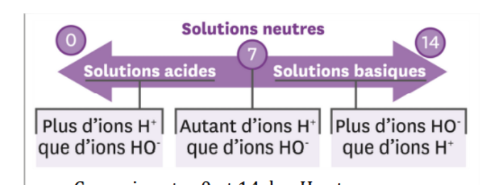 Solutions neutres
0
7
14
Solutions acides
Solutions basiques
Plus d'ions H⁺
que d'ions HO⁻
Autant d'ions H⁺
que d'ions HO⁻
Plus d'ions HO⁻
que d'ions H⁺